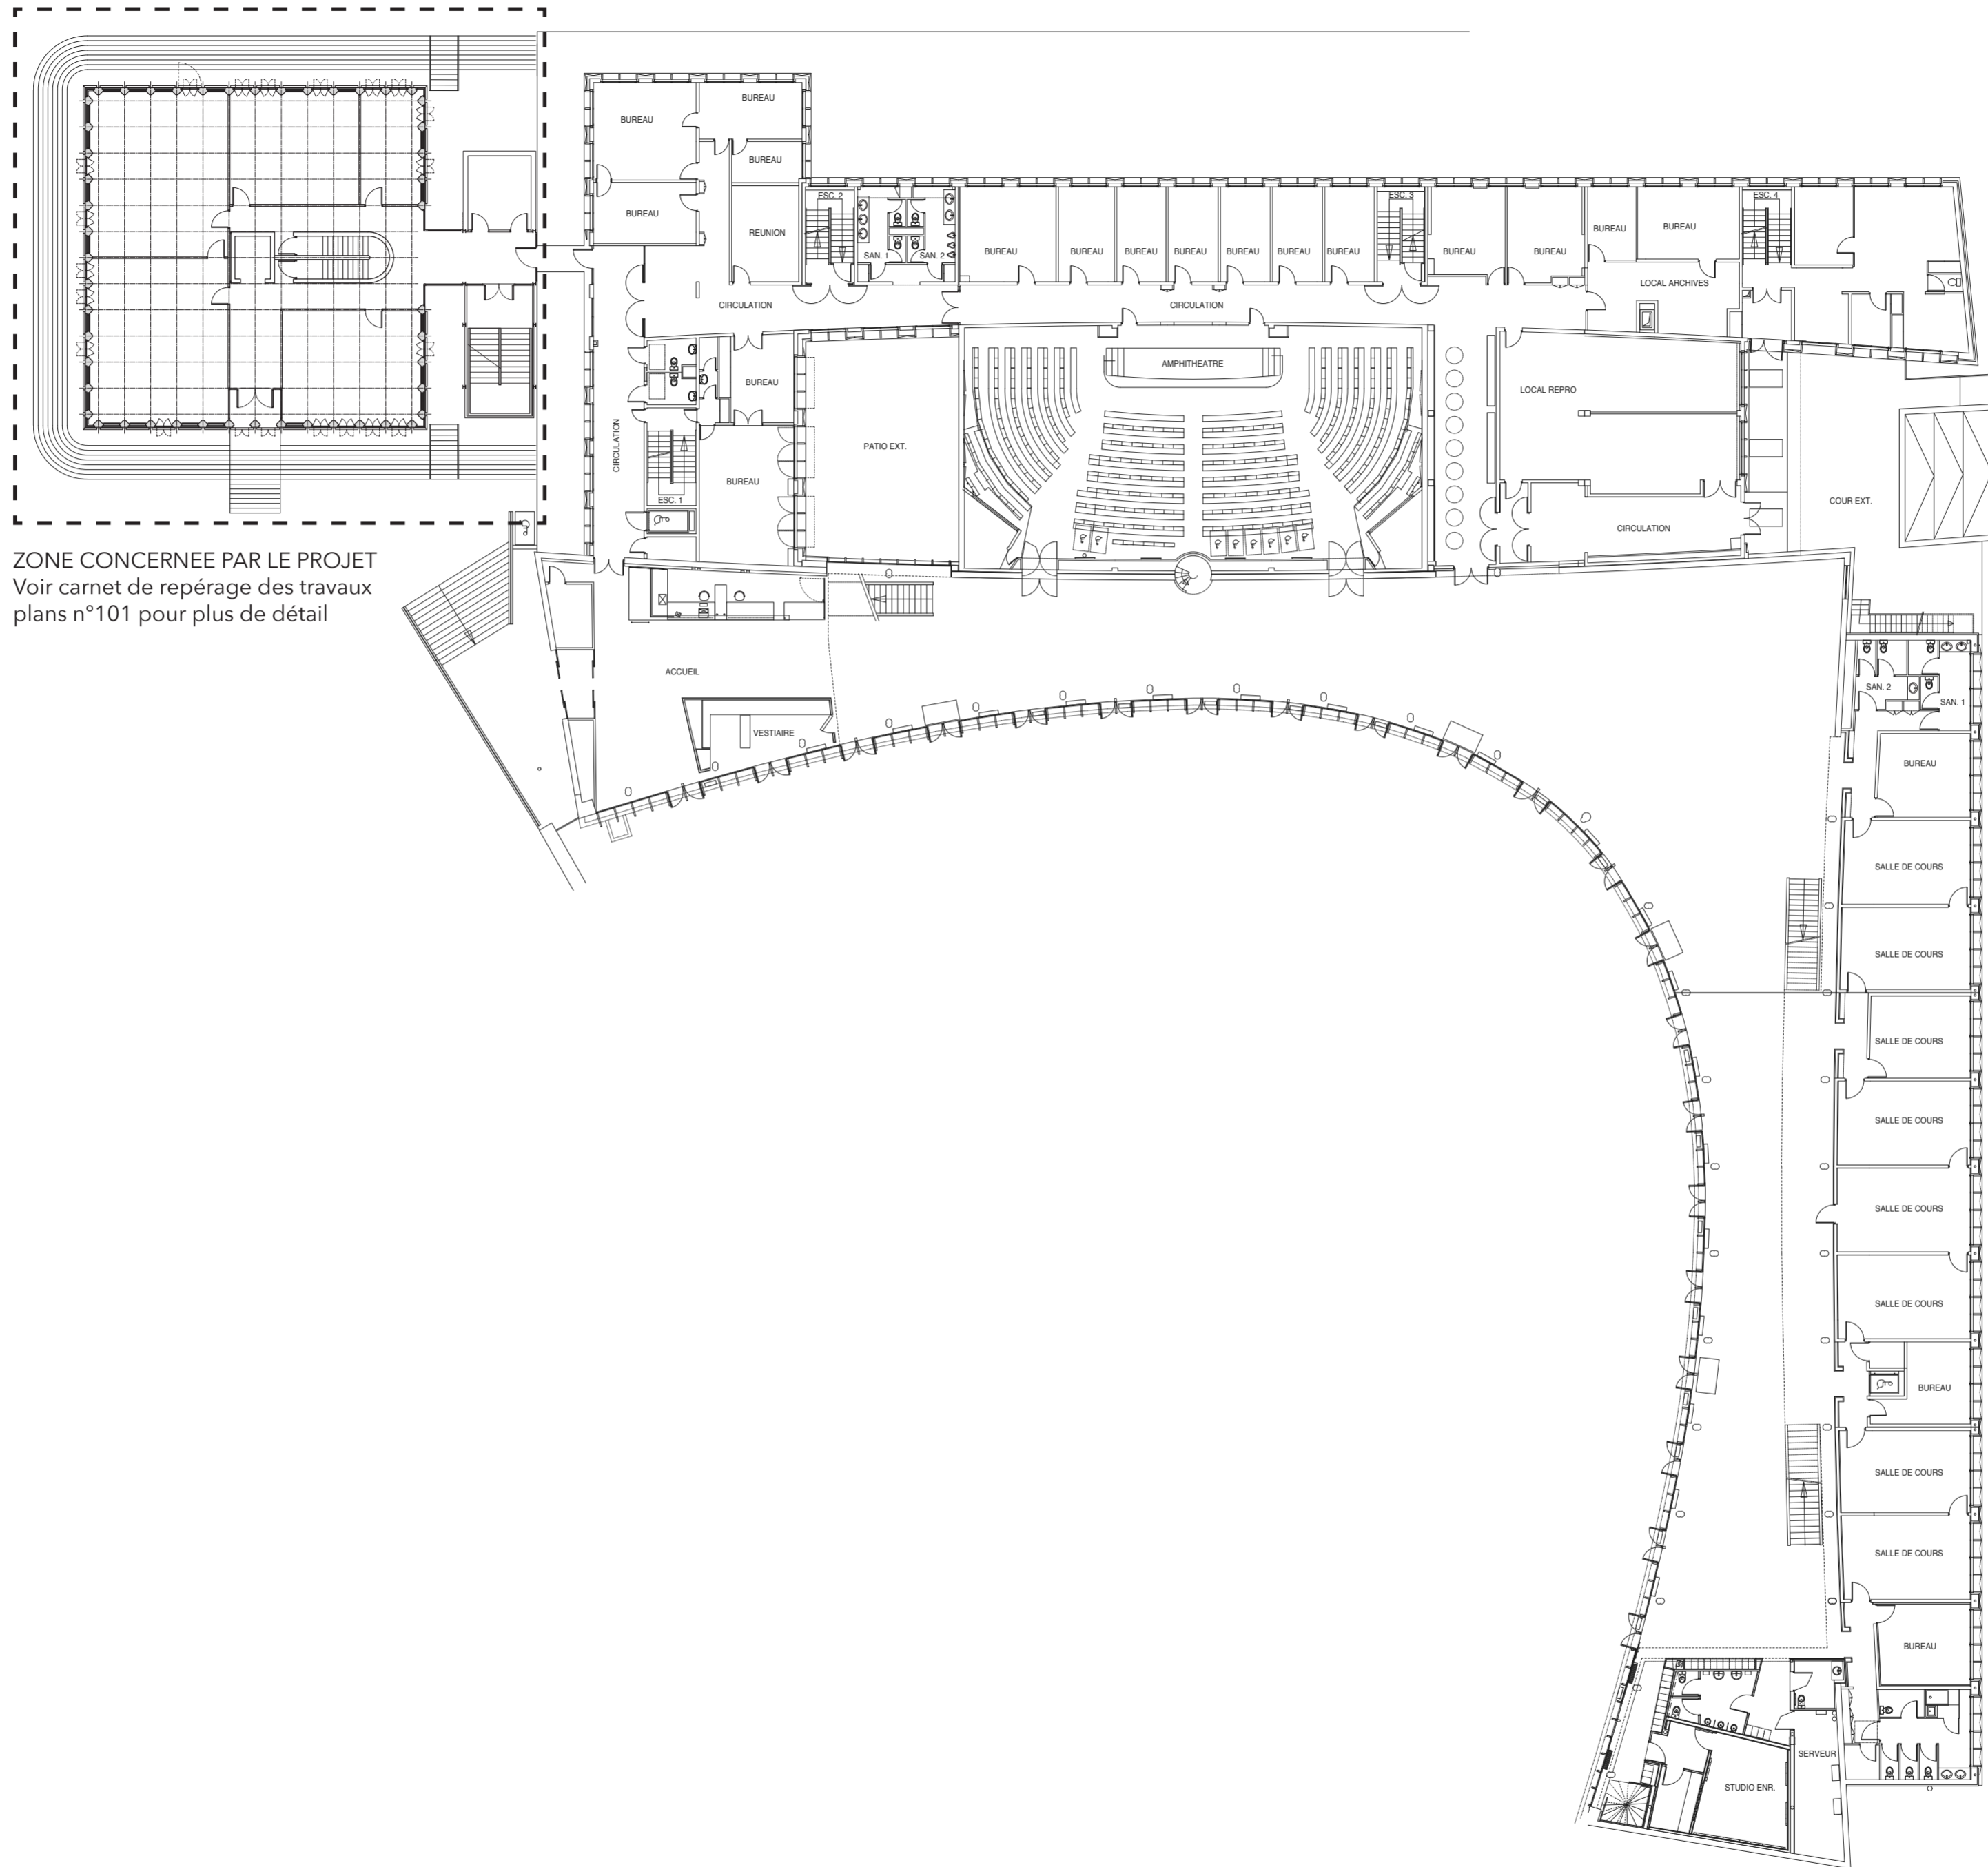 BUREAU
BUREAU
BUREAU
BUREAU
REUNION
ESC. 2
SAN. 1
SAN. 2
BUREAU
BUREAU
BUREAU
BUREAU
BUREAU
BUREAU
BUREAU
ESC. 3
BUREAU
BUREAU
BUREAU
BUREAU
ESC. 4
LOCAL ARCHIVES
CIRCULATION
CIRCULATION
AMPHITHEATRE
BUREAU
LOCAL REPRO
CIRCULATION
PATIO EXT.
BUREAU
ESC. 1
COUR EXT.
CIRCULATION
ZONE CONCERNEE PAR LE PROJET
Voir carnet de repérage des travaux
plans n°101 pour plus de détail
ACCUEIL
VESTIAIRE
SAN. 2
SAN. 1
BUREAU
SALLE DE COURS
SALLE DE COURS
SALLE DE COURS
SALLE DE COURS
SALLE DE COURS
SALLE DE COURS
BUREAU
SALLE DE COURS
SALLE DE COURS
BUREAU
SERVEUR
STUDIO ENR.